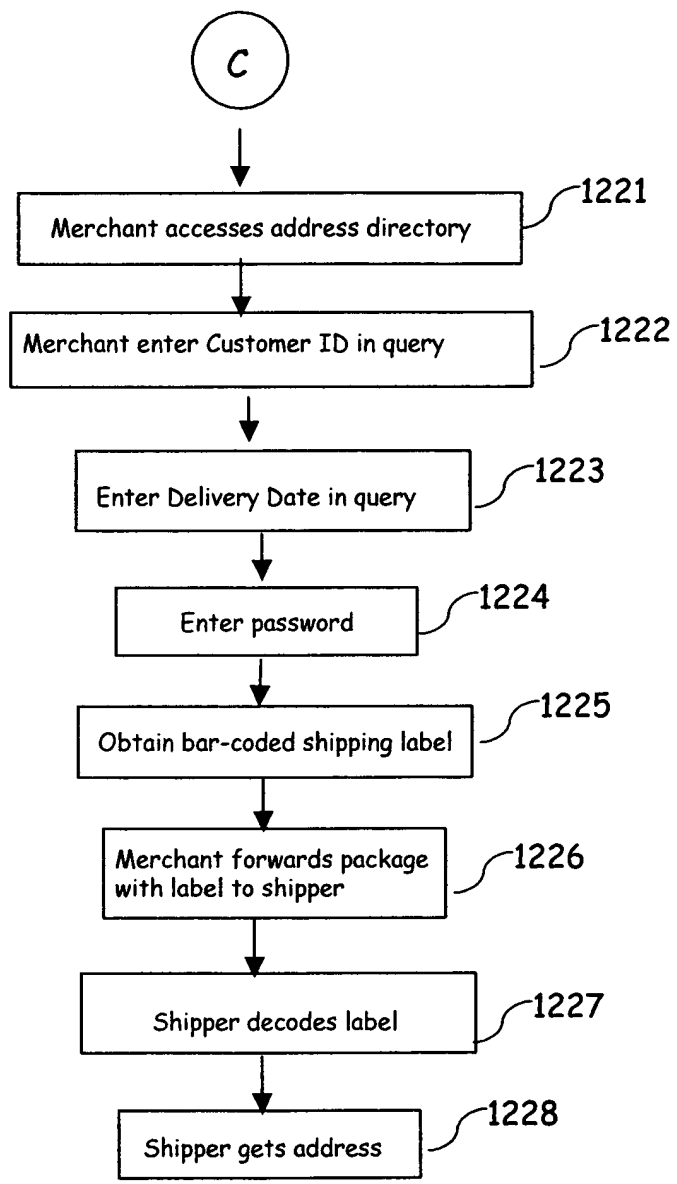 C
1221
Merchant accesses address directory
1222
Merchant enter Customer ID in query
1223
Enter Delivery Date in query
1224
Enter password
1225
Obtain bar-coded shipping label
1226
Merchant forwards package
with label to shipper
1227
Shipper decodes label
1228
Shipper gets address